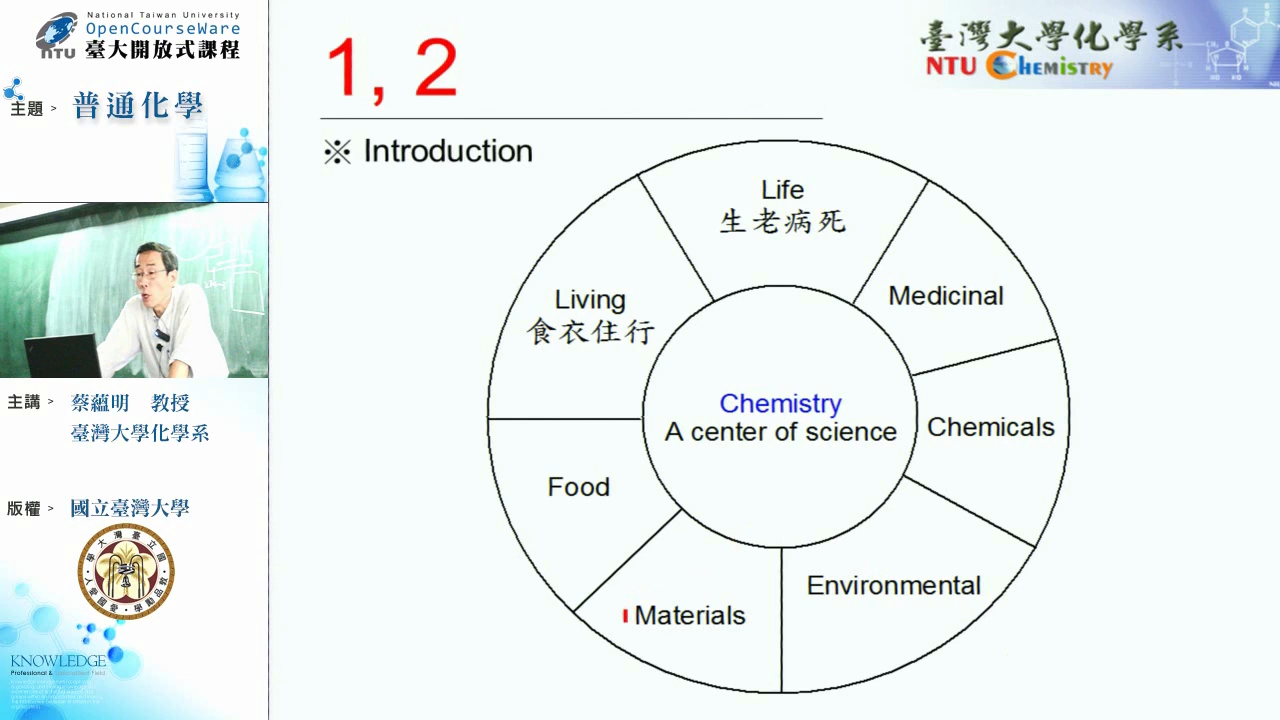 National Taiwan University
OpenCourseWare
NTU 臺大開放式課程
主題 > 普通化學
主講 > 蔡蘊明 教授
臺灣大學化學系
版權 > 國立臺灣大學
KNOWLEDGE
Professional &
1, 2
臺灣大學化學系
NTU Chemistry
※ Introduction
Life
生老病死
Living
食衣住行
Medicinal
Chemistry
A center of science
Chemicals
Food
Environmental
Materials